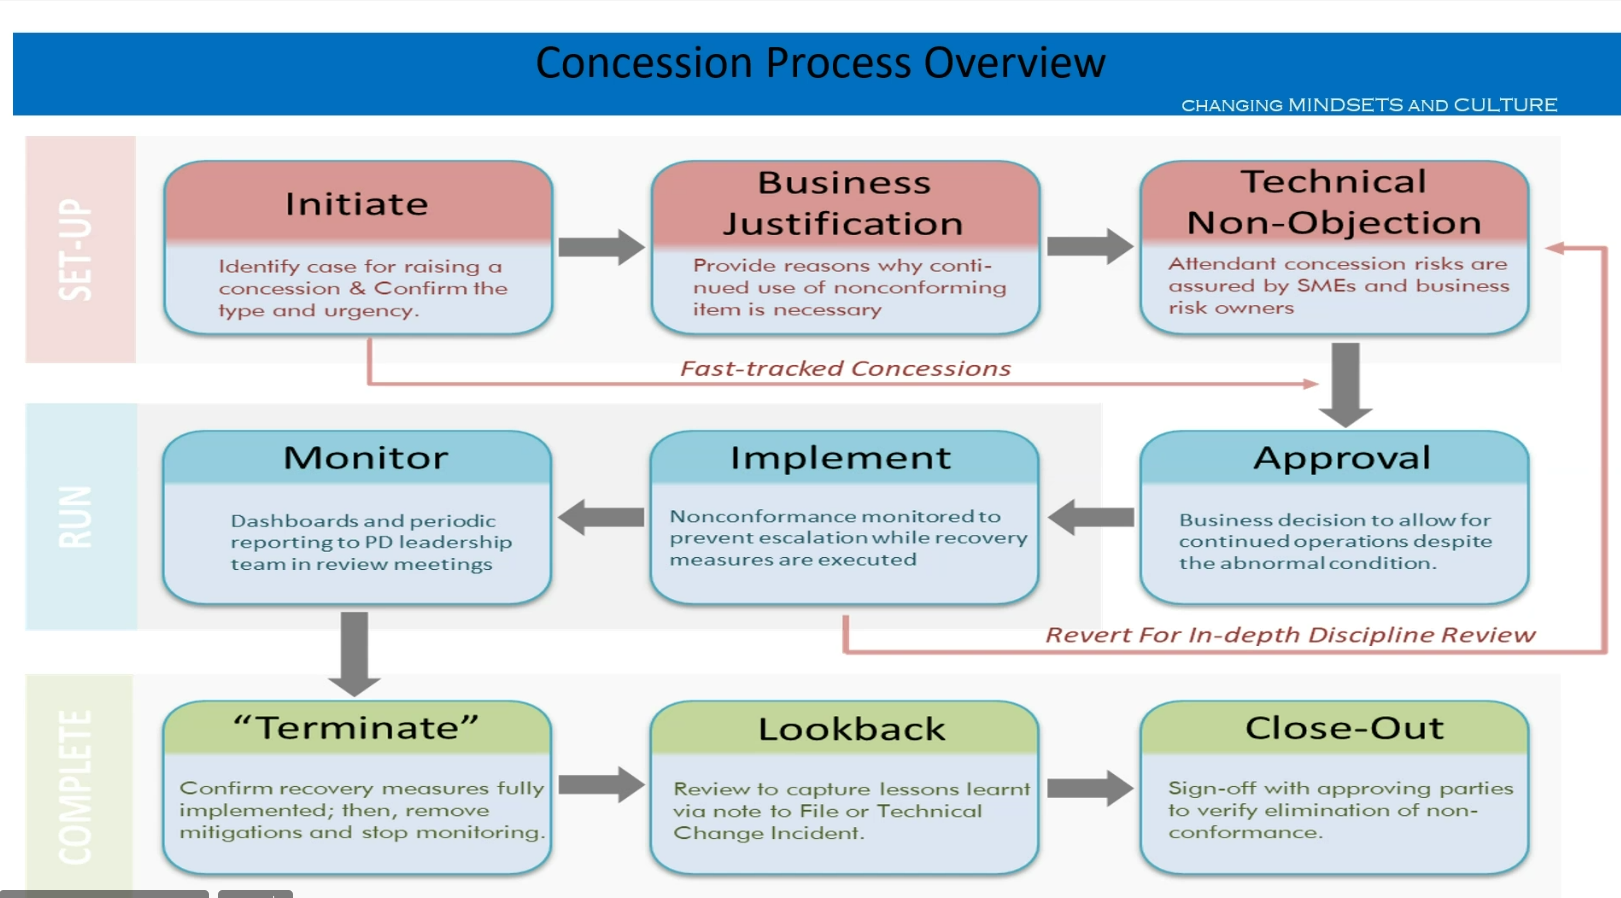 Concession Process Overview
CHANGING MINDSETS AND CULTURE
SET-UP
Initiate
Identify case for raising a
concession & Confirm the
type and urgency.
Business
Justification
Provide reasons why conti-
nued use of nonconforming
item is necessary
Technical
Non-Objection
Attendant concession risks are
assured by SMEs and business
risk owners
Fast-tracked Concessions
RUN
Monitor
Dashboards and periodic
reporting to PD leadership
team in review meetings
Implement
Nonconformance monitored to
prevent escalation while recovery
measures are executed
Approval
Business decision to allow for
continued operations despite
the abnormal condition.
Revert For In-depth Discipline Review
COMPLETE
“Terminate”
Confirm recovery measures fully
implemented; then, remove
mitigations and stop monitoring.
Lookback
Review to capture lessons learnt
via note to File or Technical
Change Incident.
Close-Out
Sign-off with approving parties
to verify elimination of non-
conformance.